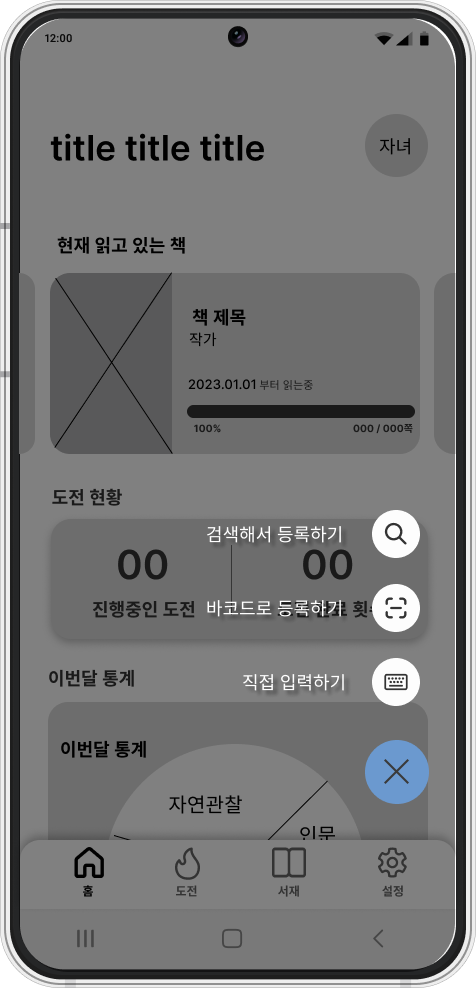 12:00
title title title
자녀
현재 읽고 있는 책
책 제목
작가
2023.01.01 부터 읽는중
100%
000 / 000쪽
도전 현황
검색해서 등록하기
00
00
진행중인 도전
바코드로 등록하기
이번달 통계
직접 입력하기
이번달 통계
자연관찰
인문
홈
도전
서재
설정